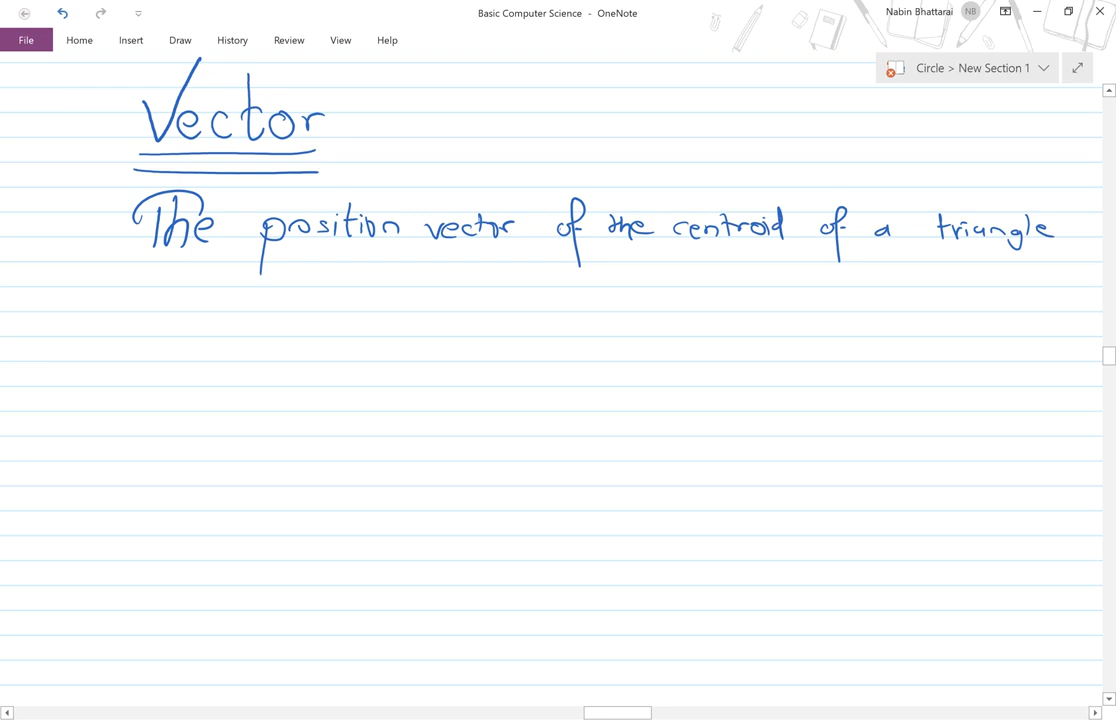 Basic Computer Science - OneNote
Nabin Bhattarai NB
File Home Insert Draw History Review View Help
Circle > New Section 1
Vector
The position vector of the centroid of a triangle